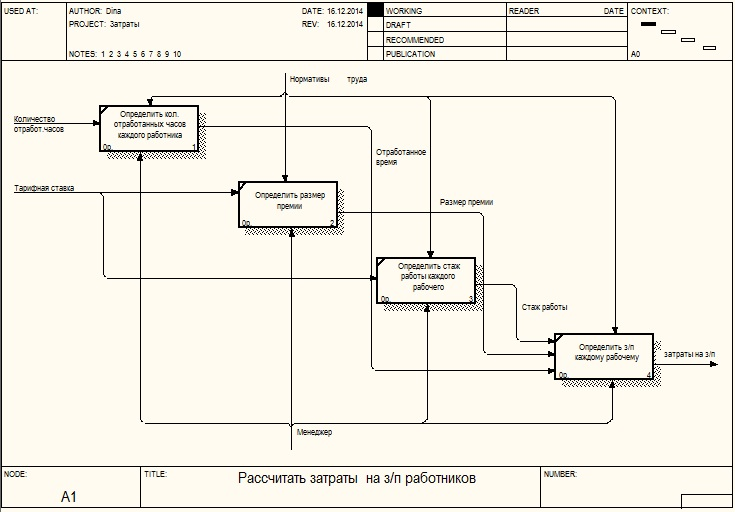 USED AT: AUTHOR: Dina DATE: 16.12.2014 WORKING READER DATE CONTEXT:
PROJECT: Затраты REV: 16.12.2014 DRAFT
RECOMMENDED
NOTES: 1 2 3 4 5 6 7 8 9 10 PUBLICATION A0
Нормативы труда
Количество
отработ.часов
Определить кол.
отработанных часов
каждого работника
0р. 1
Отработанное
время
Тарифная ставка
Определить размер
премии
0р. 2
Размер премии
Определить стаж
работы каждого
рабочего
0р. 3
Стаж работы
Определить з/п
каждому рабочему
0р. 4
затраты на з/п
Менеджер
NODE: TITLE: Рассчитать затраты на з/п работников NUMBER:
A1